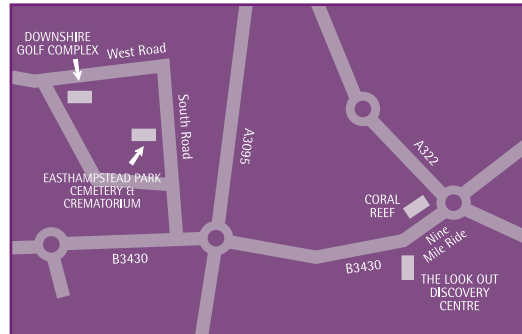 DOWNSHIRE
GOLF COMPLEX
West Road
South Road
A3095
EASTHAMPSTEAD PARK
CEMETERY &
CREMATORIUM
A322
CORAL
REEF
Nine
Mile Ride
B3430
B3430
THE LOOK OUT
DISCOVERY
CENTRE